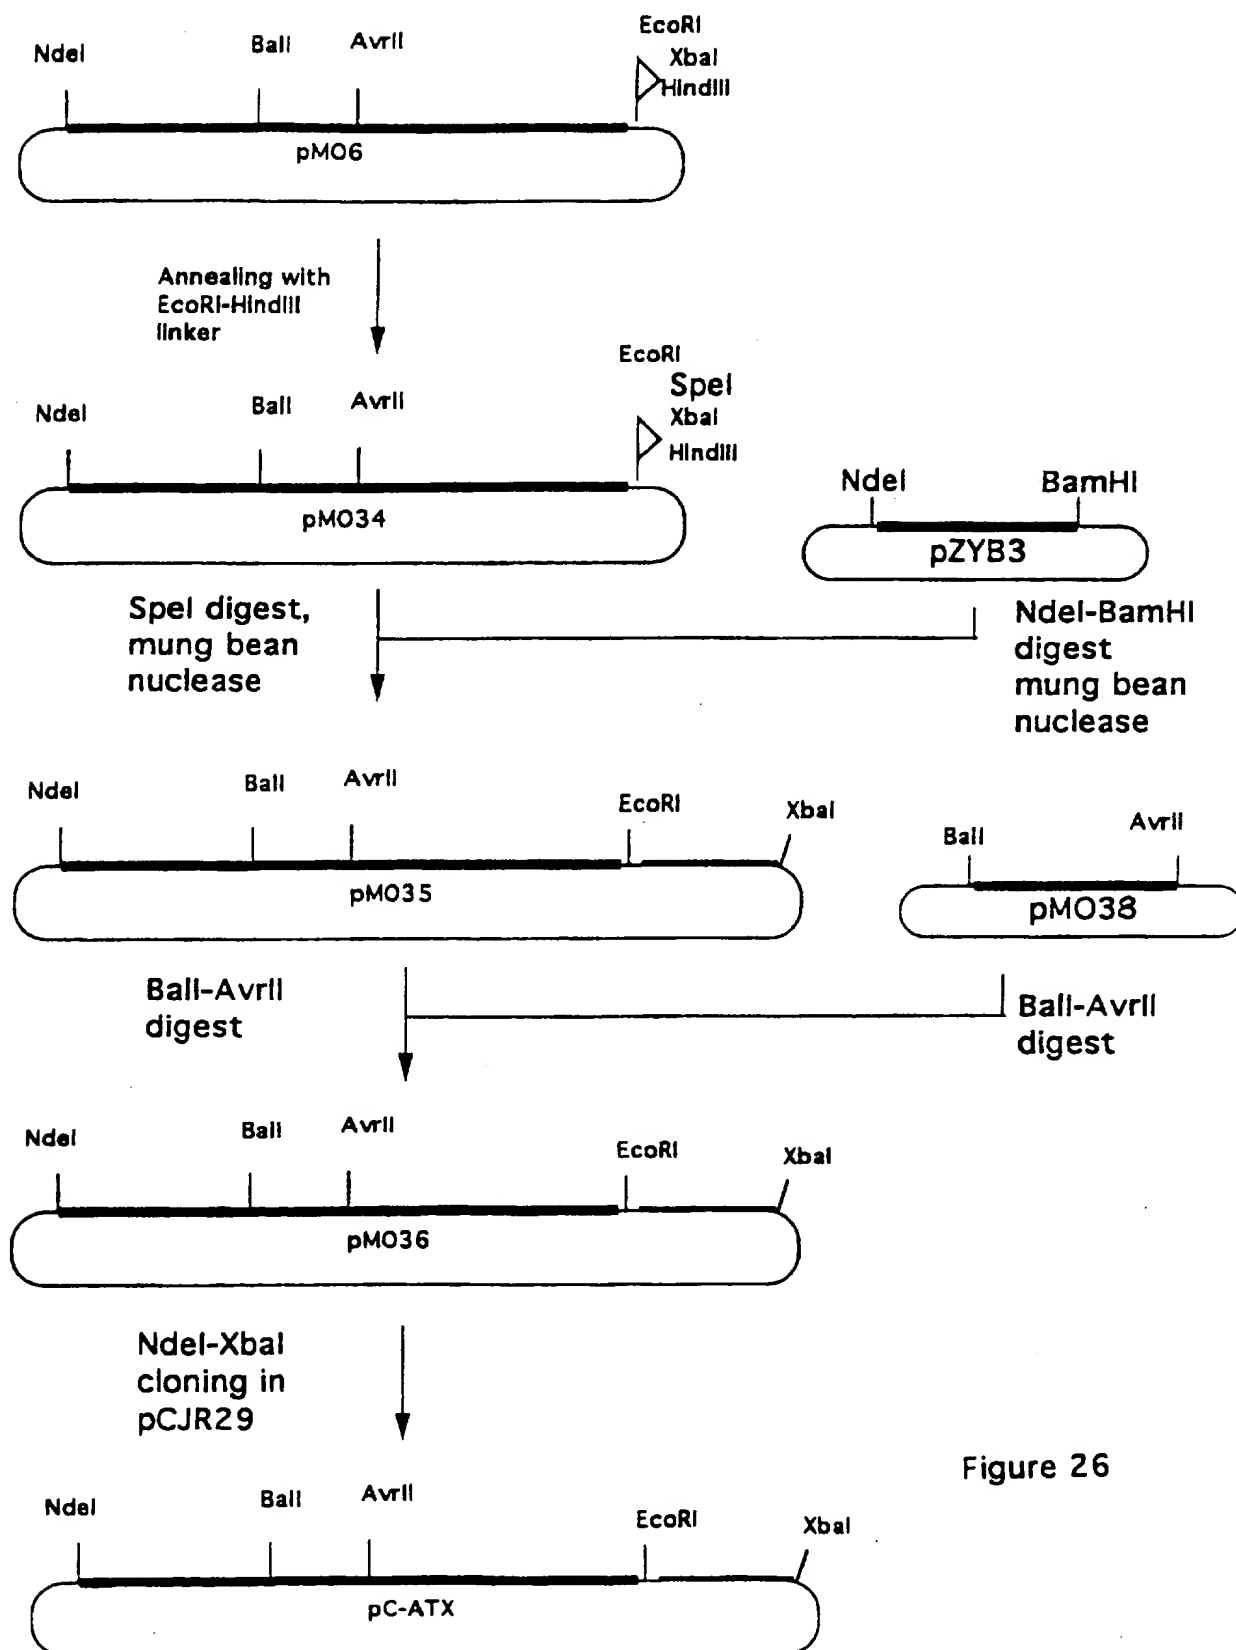 EcoRI
NdeI
BalI
AvrII
XbaI
HindIII
pMO6
Annealing with
EcoRI-HindIII
linker
EcoRI
NdeI
BalI
AvrII
SpeI
XbaI
HindIII
pMO34
NdeI
BamHI
pZYB3
SpeI digest,
mung bean
nuclease
NdeI-BamHI
digest
mung bean
nuclease
NdeI
BalI
AvrII
EcoRI
XbaI
pMO35
BalI
AvrII
pMO38
BalI-AvrII
digest
BalI-AvrII
digest
NdeI
BalI
AvrII
EcoRI
XbaI
pMO36
NdeI-XbaI
cloning in
pCJR29
Figure 26
NdeI
BalI
AvrII
EcoRI
XbaI
pC-ATX